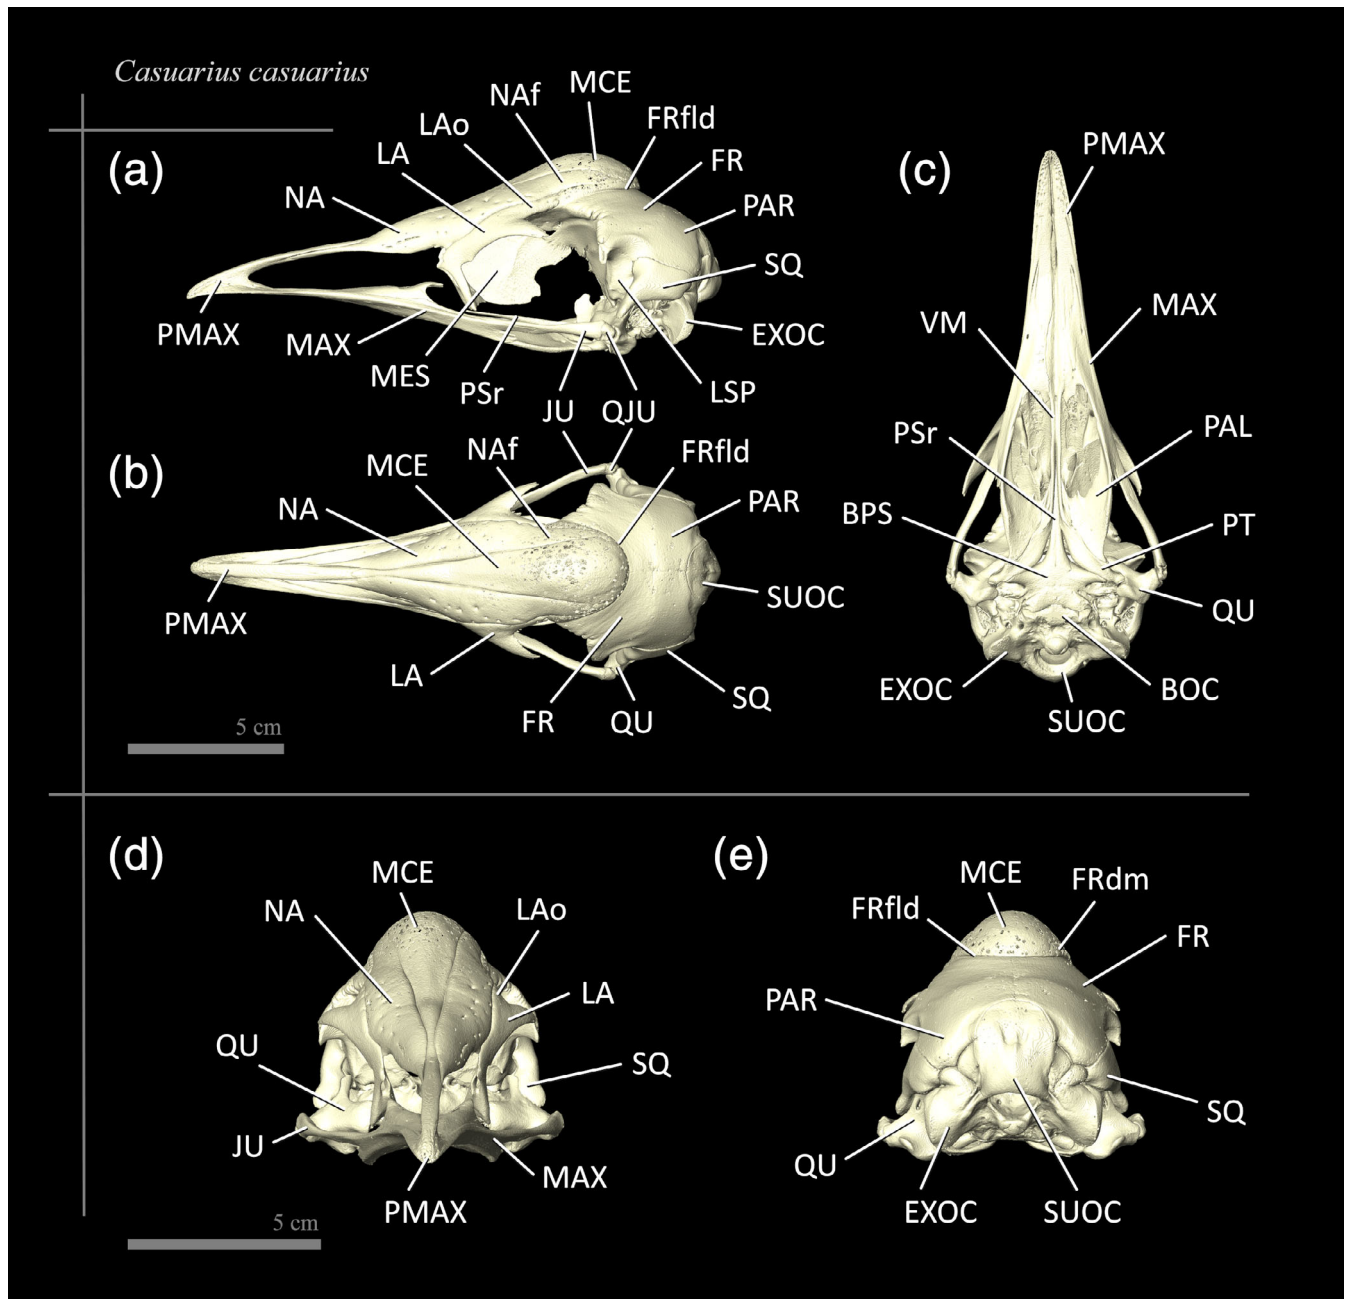 Casuarius casuarius
(a)
NA
LA
LAo
NAf
MCE
FRfld
FR
PAR
SQ
EXOC
LSP
QJU
JU
PSr
MES
MAX
PMAX
(b)
NA
MCE
NAf
FRfld
PAR
SUOC
SQ
QU
FR
LA
PMAX
5 cm
(c)
PMAX
MAX
VM
PSr
PAL
BPS
PT
QU
EXOC
BOC
SUOC
(d)
MCE
NA
LAo
LA
QU
SQ
JU
MAX
PMAX
5 cm
(e)
MCE
FRdm
FRfld
FR
PAR
SQ
QU
EXOC
SUOC